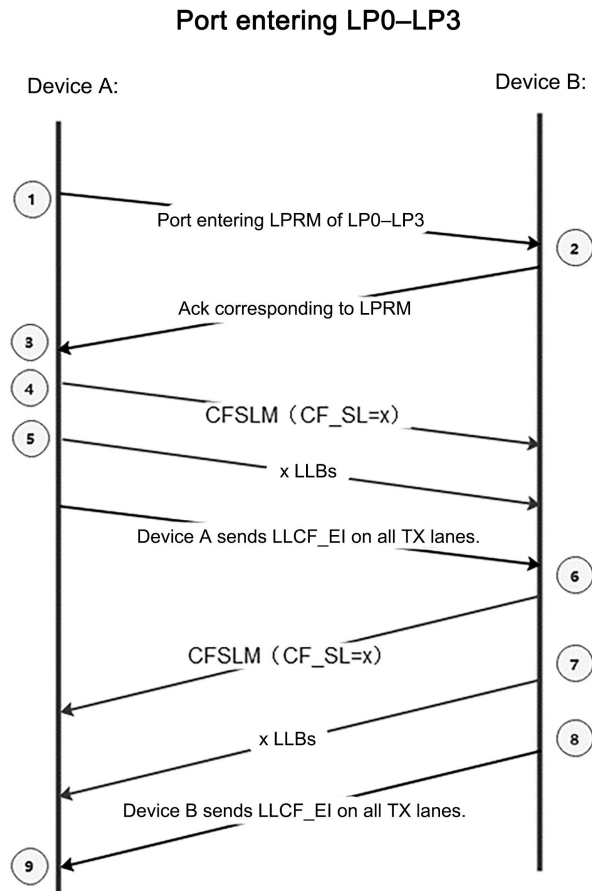 Port entering LP0–LP3
Device A:
Device B:
1
Port entering LPRM of LP0–LP3
2
Ack corresponding to LPRM
3
4
CFSLM（CF_SL=x）
5
x LLBs
Device A sends LLCF_EI on all TX lanes.
6
CFSLM（CF_SL=x）
7
x LLBs
8
Device B sends LLCF_EI on all TX lanes.
9